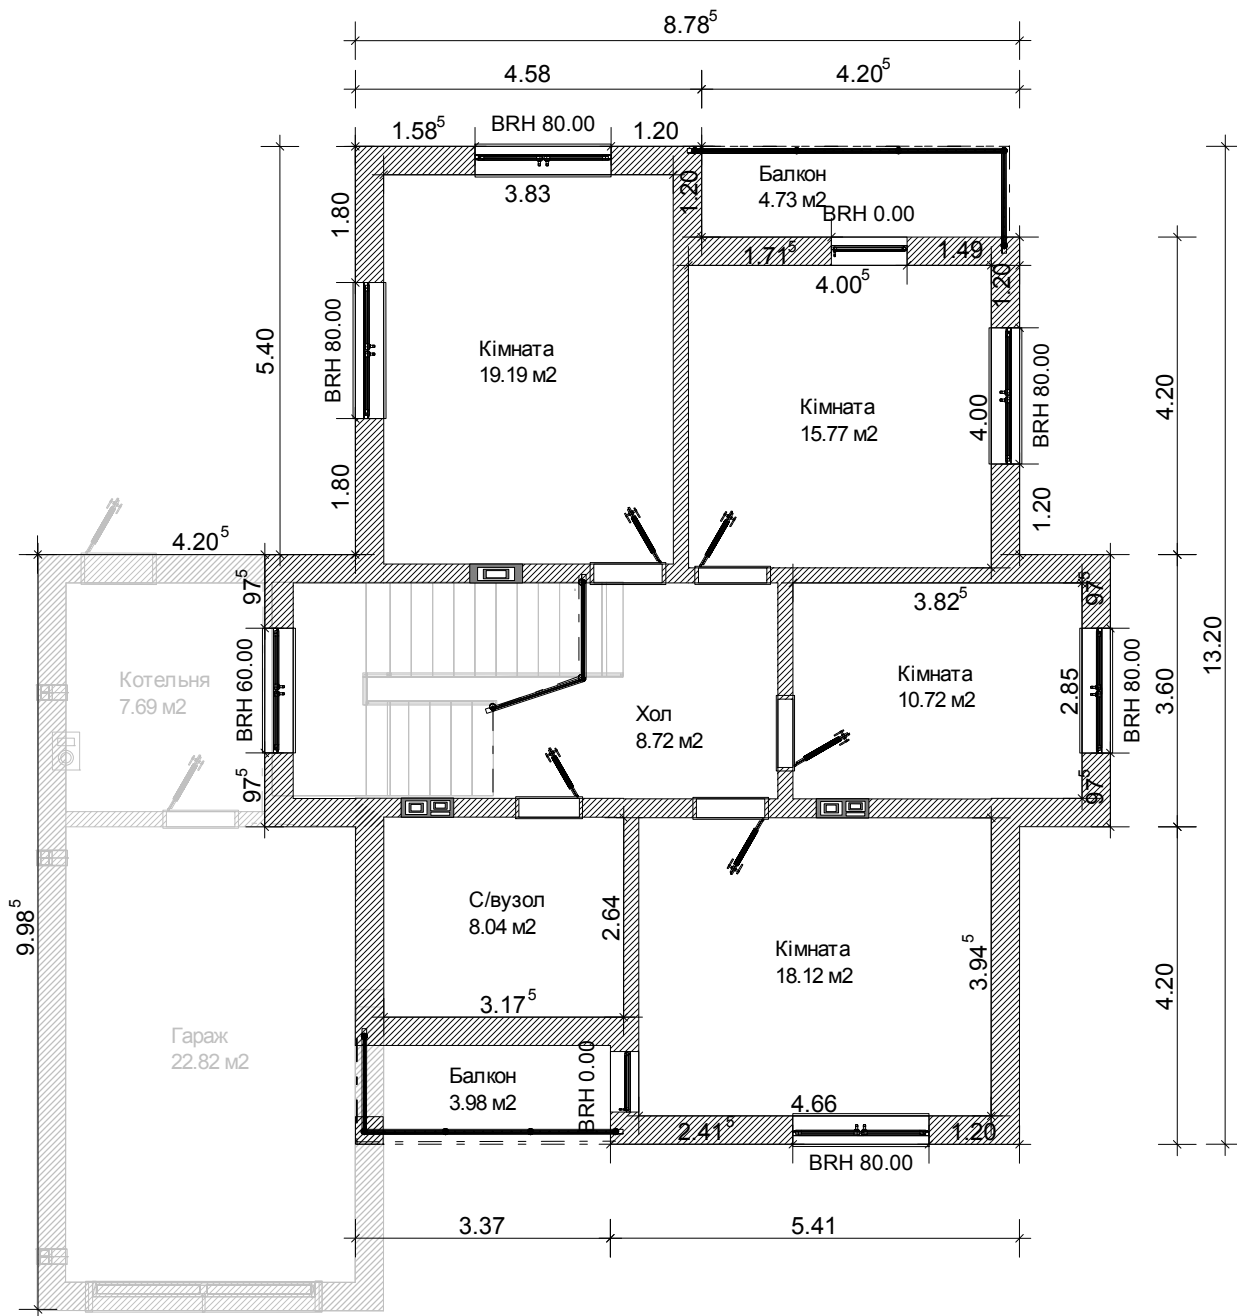 8.78⁵
4.58
4.20⁵
1.58⁵
BRH 80.00
1.20
Балкон
4.73 м2
BRH 0.00
1.20
3.83
1.80
1.71⁵
1.49
4.00⁵
1.20
5.40
BRH 80.00
Кімната
19.19 м2
Кімната
15.77 м2
4.00
BRH 80.00
4.20
1.80
1.20
4.20⁵
97⁵
3.82⁵
97⁵
13.20
Котельня
7.69 м2
BRH 60.00
Хол
8.72 м2
Кімната
10.72 м2
2.85
BRH 80.00
3.60
97⁵
97⁵
9.98⁵
С/вузол
8.04 м2
2.64
Кімната
18.12 м2
3.94⁵
4.20
3.17⁵
Гараж
22.82 м2
Балкон
3.98 м2
BRH 0.00
4.66
2.41⁵
1.20
BRH 80.00
3.37
5.41